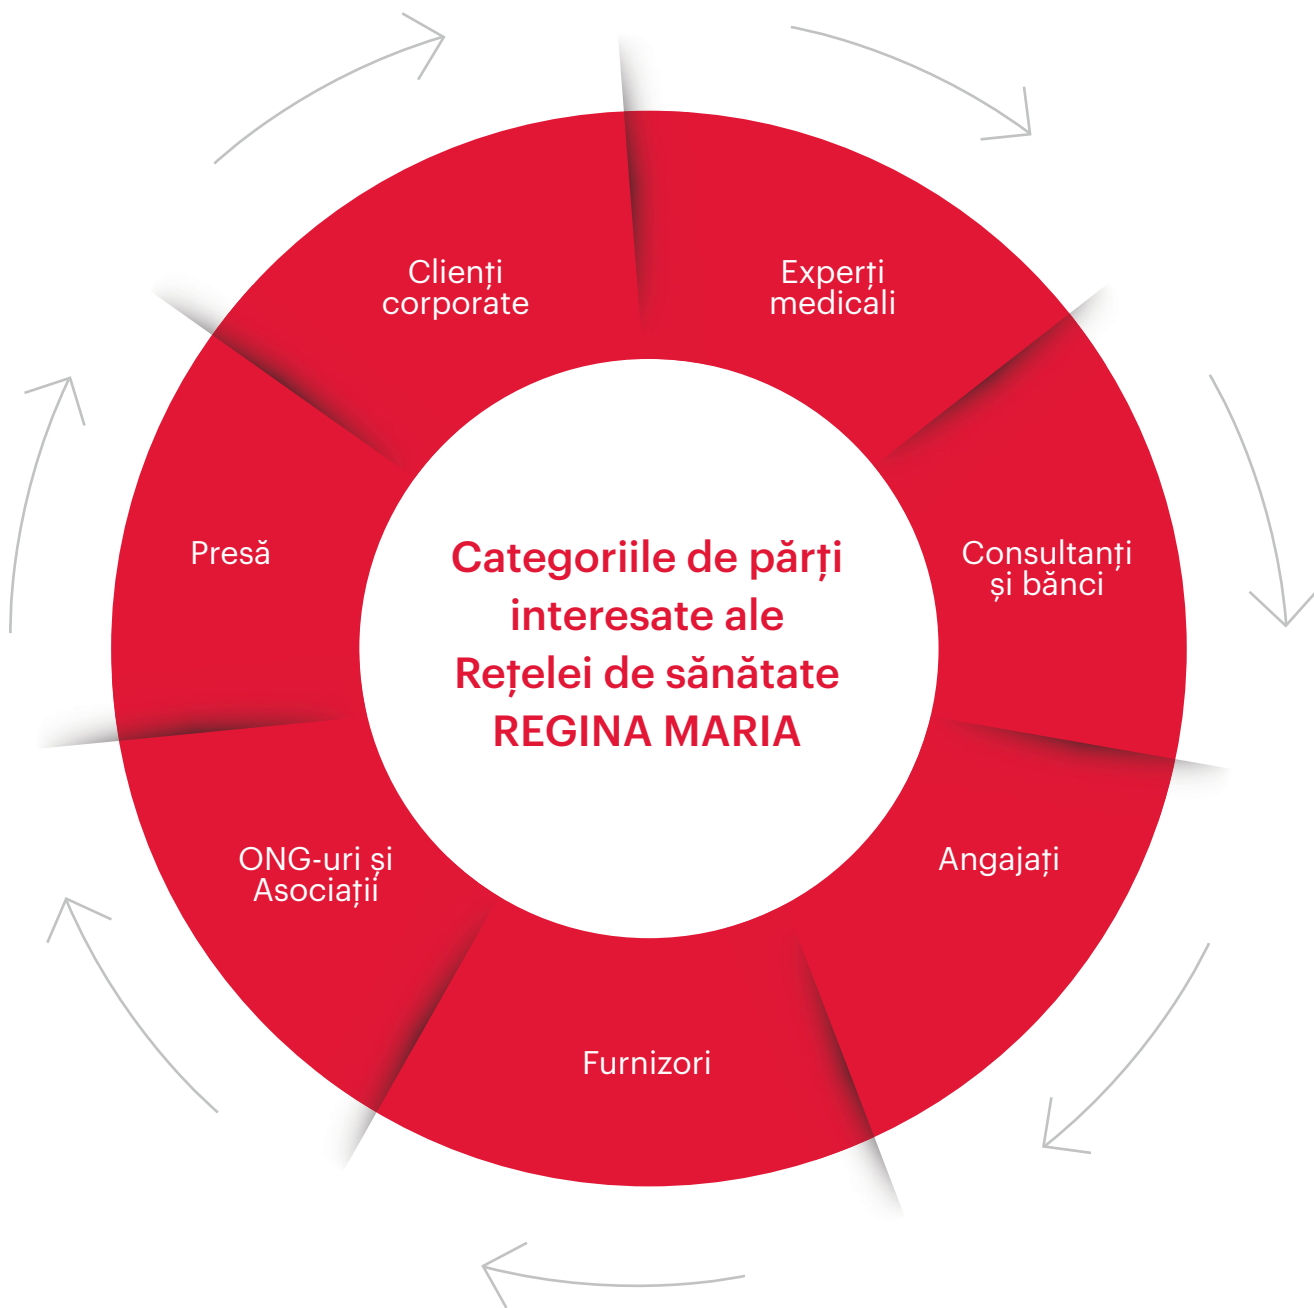 Clienți
corporate
Experți
medicali
Presă
Consultanți
și bănci
Categoriile de părți
interesate ale
Rețelei de sănătate
REGINA MARIA
ONG-uri și
Asociații
Angajați
Furnizori